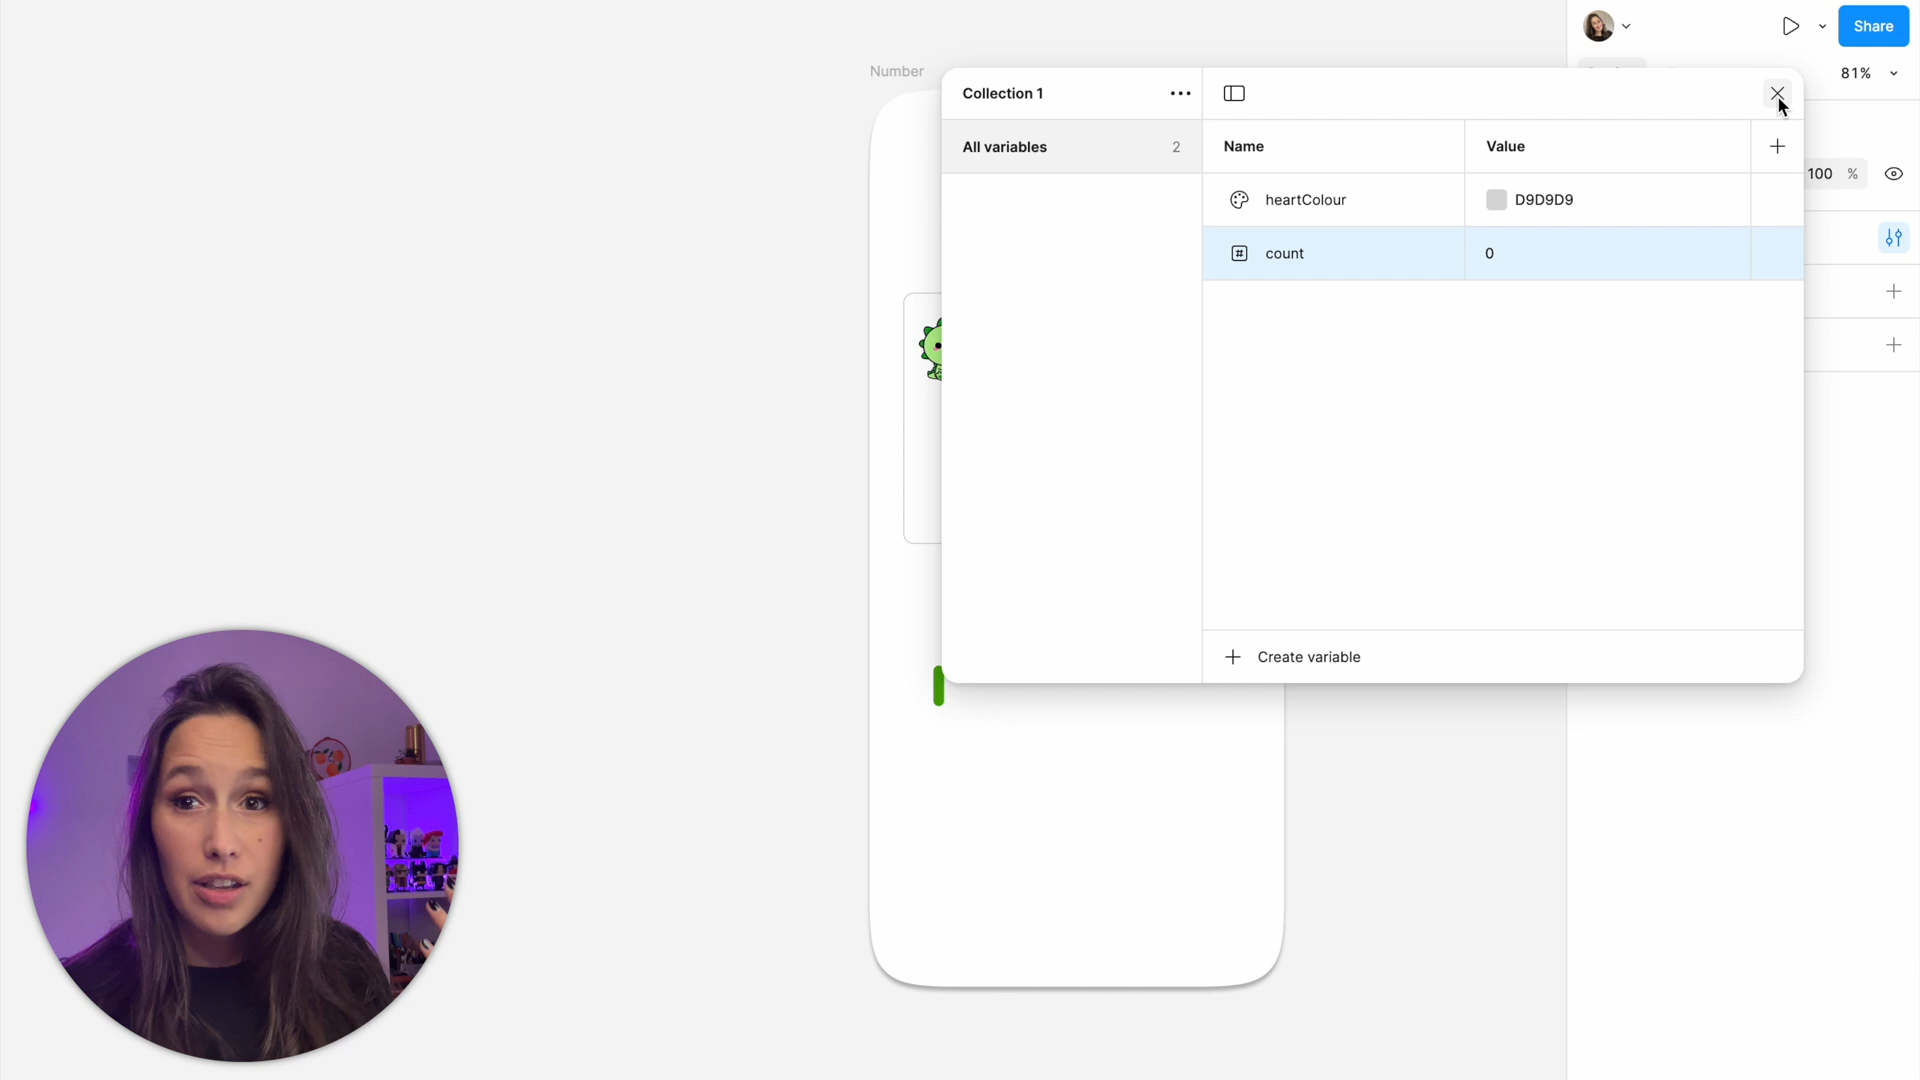 Share
81%
Number
Collection 1
All variables 2
Name Value
100 %
heartColour D9D9D9
count 0
Create variable